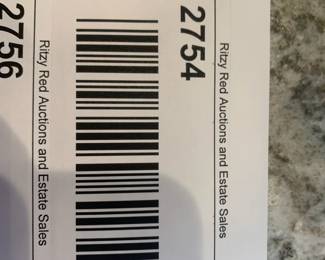 Ritzy Red Auctions and Estate Sales
2754
Ritzy Red Auctions and Estate Sales
2756